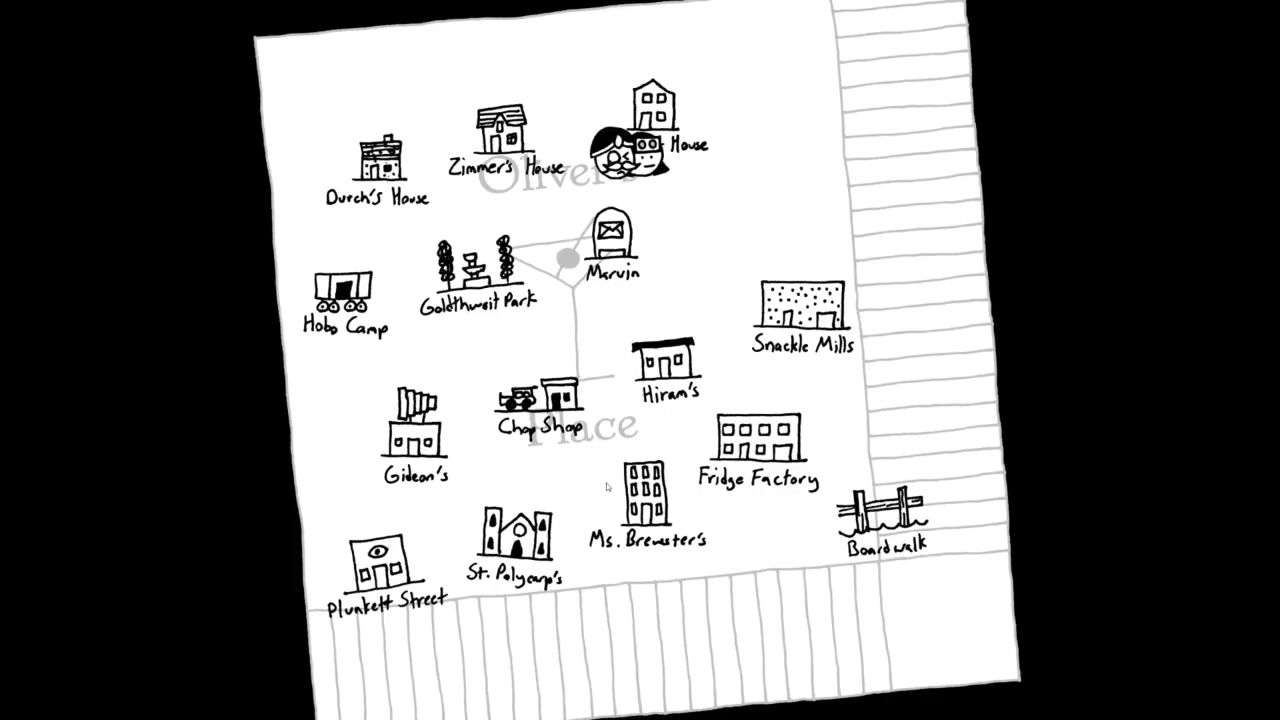 House
Zimmer's House
Oliver's
Durch's House
Marvin
Goldthwait Park
Hobo Camp
Snackle Mills
Hiram's
Chop Shop
Place
Gideon's
Fridge Factory
Ms. Brewster's
Boardwalk
St. Polycarp's
Plunkett Street